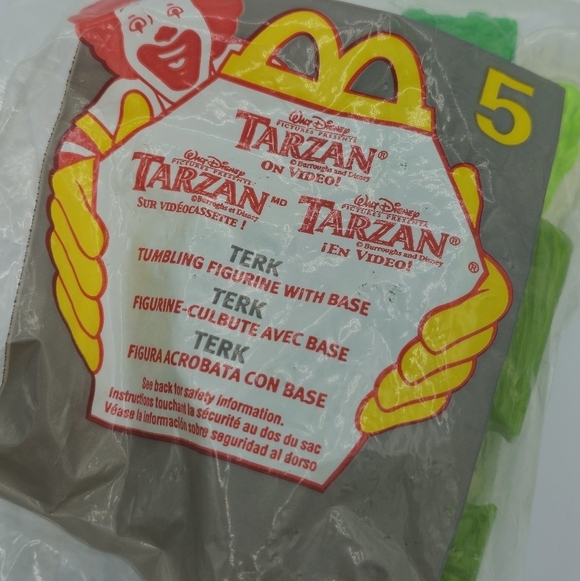 5
Walt Disney
PICTURES PRESENTS
TARZAN®
© Burroughs and Disney
ON VIDEO!
Walt Disney
PICTURES PRESENTS
TARZAN MD
© Burroughs et Disney
SUR VIDÉOCASSETTE !
Walt Disney
PICTURES PRESENTA
TARZAN®
© Burroughs y Disney
¡EN VIDEO!
®
TERK
TUMBLING FIGURINE WITH BASE
TERK
FIGURINE-CULBUTE AVEC BASE
TERK
FIGURA ACROBATA CON BASE
See back for safety information.
Instructions touchant la sécurité au dos du sac
Véase la información sobre seguridad al dorso